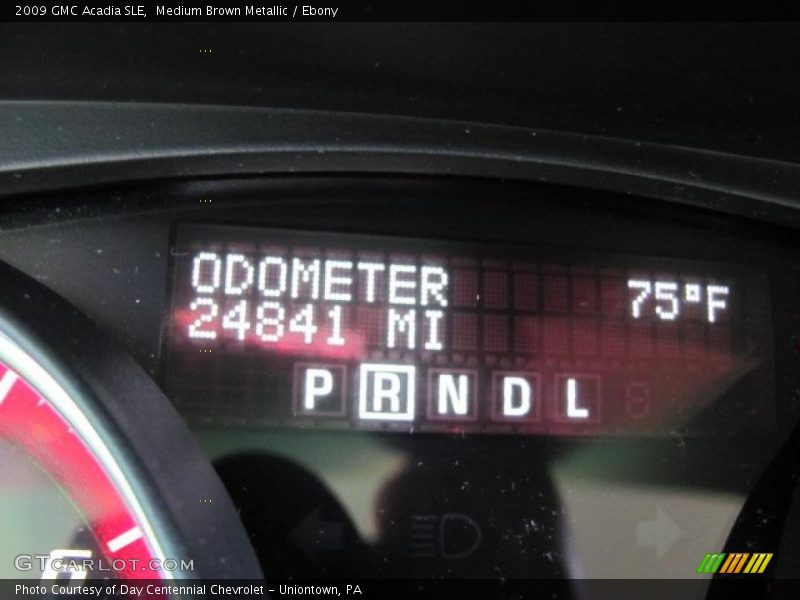 2009 GMC Acadia SLE, Medium Brown Metallic / Ebony
ODOMETER 75°F
24841 MI
P R N D L
6
GTCARLOT.COM
Photo Courtesy of Day Centennial Chevrolet - Uniontown, PA